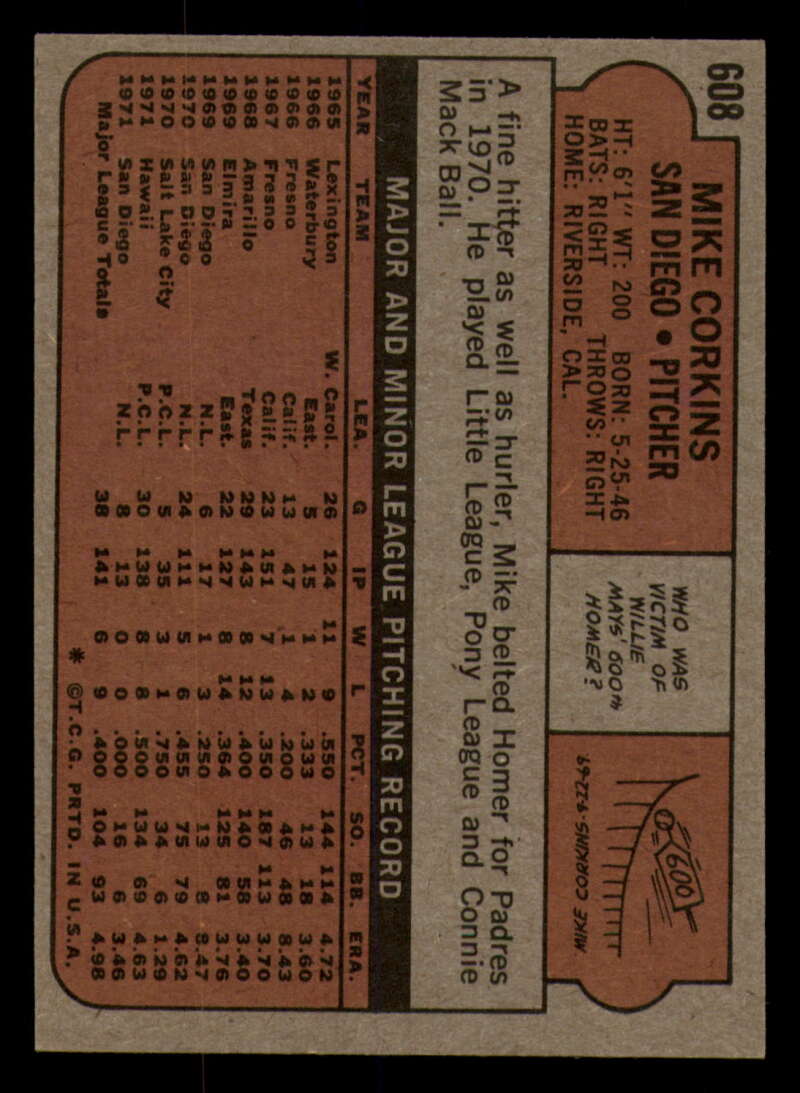 608
MIKE CORKINS
SAN DIEGO • PITCHER
HT: 6'1" WT: 200 BORN: 5-25-46
BATS: RIGHT THROWS: RIGHT
HOME: RIVERSIDE, CAL.
WHO WAS
VICTIM OF
WILLIE
MAYS' 600th
HOMER?
600
MIKE CORKINS-9-22-69
A fine hitter as well as hurler, Mike belted Homer for Padres
in 1970. He played Little League, Pony League and Connie
Mack Ball.
MAJOR AND MINOR LEAGUE PITCHING RECORD
YEAR TEAM LEA. G IP W L PCT. SO. BB. ERA.
1965 Lexington W. Carol. 26 124 11 9 .550 144 114 4.72
1966 Waterbury East. 5 15 1 2 .333 13 18 3.60
1966 Fresno Calif. 13 47 1 4 .200 46 48 8.43
1967 Fresno Calif. 23 151 7 13 .350 187 113 3.70
1968 Amarillo Texas 29 143 8 12 .400 140 58 3.40
1969 Elmira East. 22 127 8 14 .364 125 81 3.76
1969 San Diego N.L. 6 17 1 3 .250 13 8 8.47
1970 San Diego N.L. 24 111 5 6 .455 75 79 4.62
1970 Salt Lake City P.C.L. 5 35 3 1 .750 34 6 1.29
1971 Hawaii P.C.L. 30 138 8 8 .500 134 69 4.63
1971 San Diego N.L. 8 13 0 0 .000 16 6 3.46
Major League Totals 38 141 6 9 .400 104 93 4.98
* ©T.C.G. PRTD. IN U.S.A.